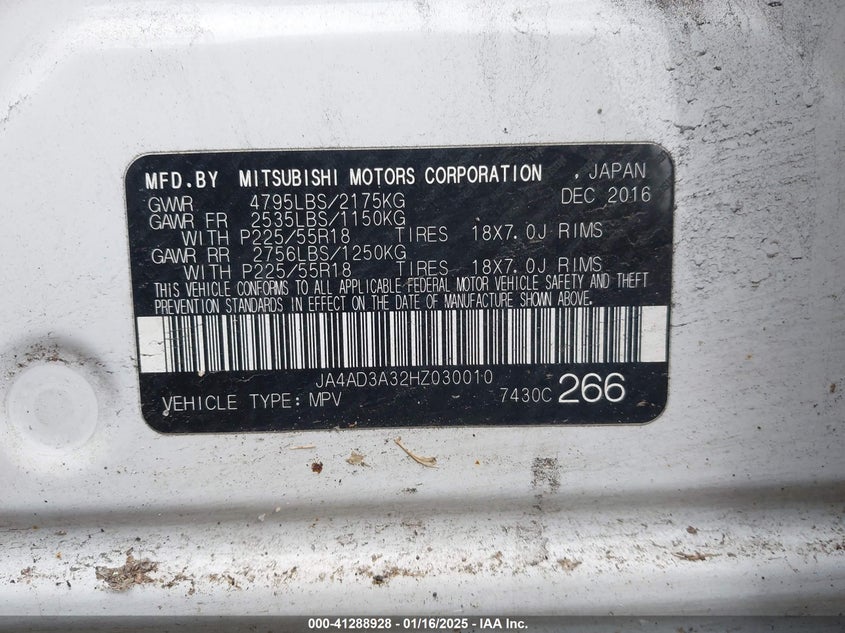 MFD.BY MITSUBISHI MOTORS CORPORATION , JAPAN
GVWR 4795LBS/2175KG DEC 2016
GAWR FR 2535LBS/1150KG
WITH P225/55R18 TIRES 18X7.0J RIMS
GAWR RR 2756LBS/1250KG
WITH P225/55R18 TIRES 18X7.0J RIMS
THIS VEHICLE CONFORMS TO ALL APPLICABLE FEDERAL MOTOR VEHICLE SAFETY AND THEFT
PREVENTION STANDARDS IN EFFECT ON THE DATE OF MANUFACTURE SHOWN ABOVE.
JA4AD3A32HZ030010
VEHICLE TYPE: MPV 7430C 266
000-41288928 - 01/16/2025 - IAA Inc.